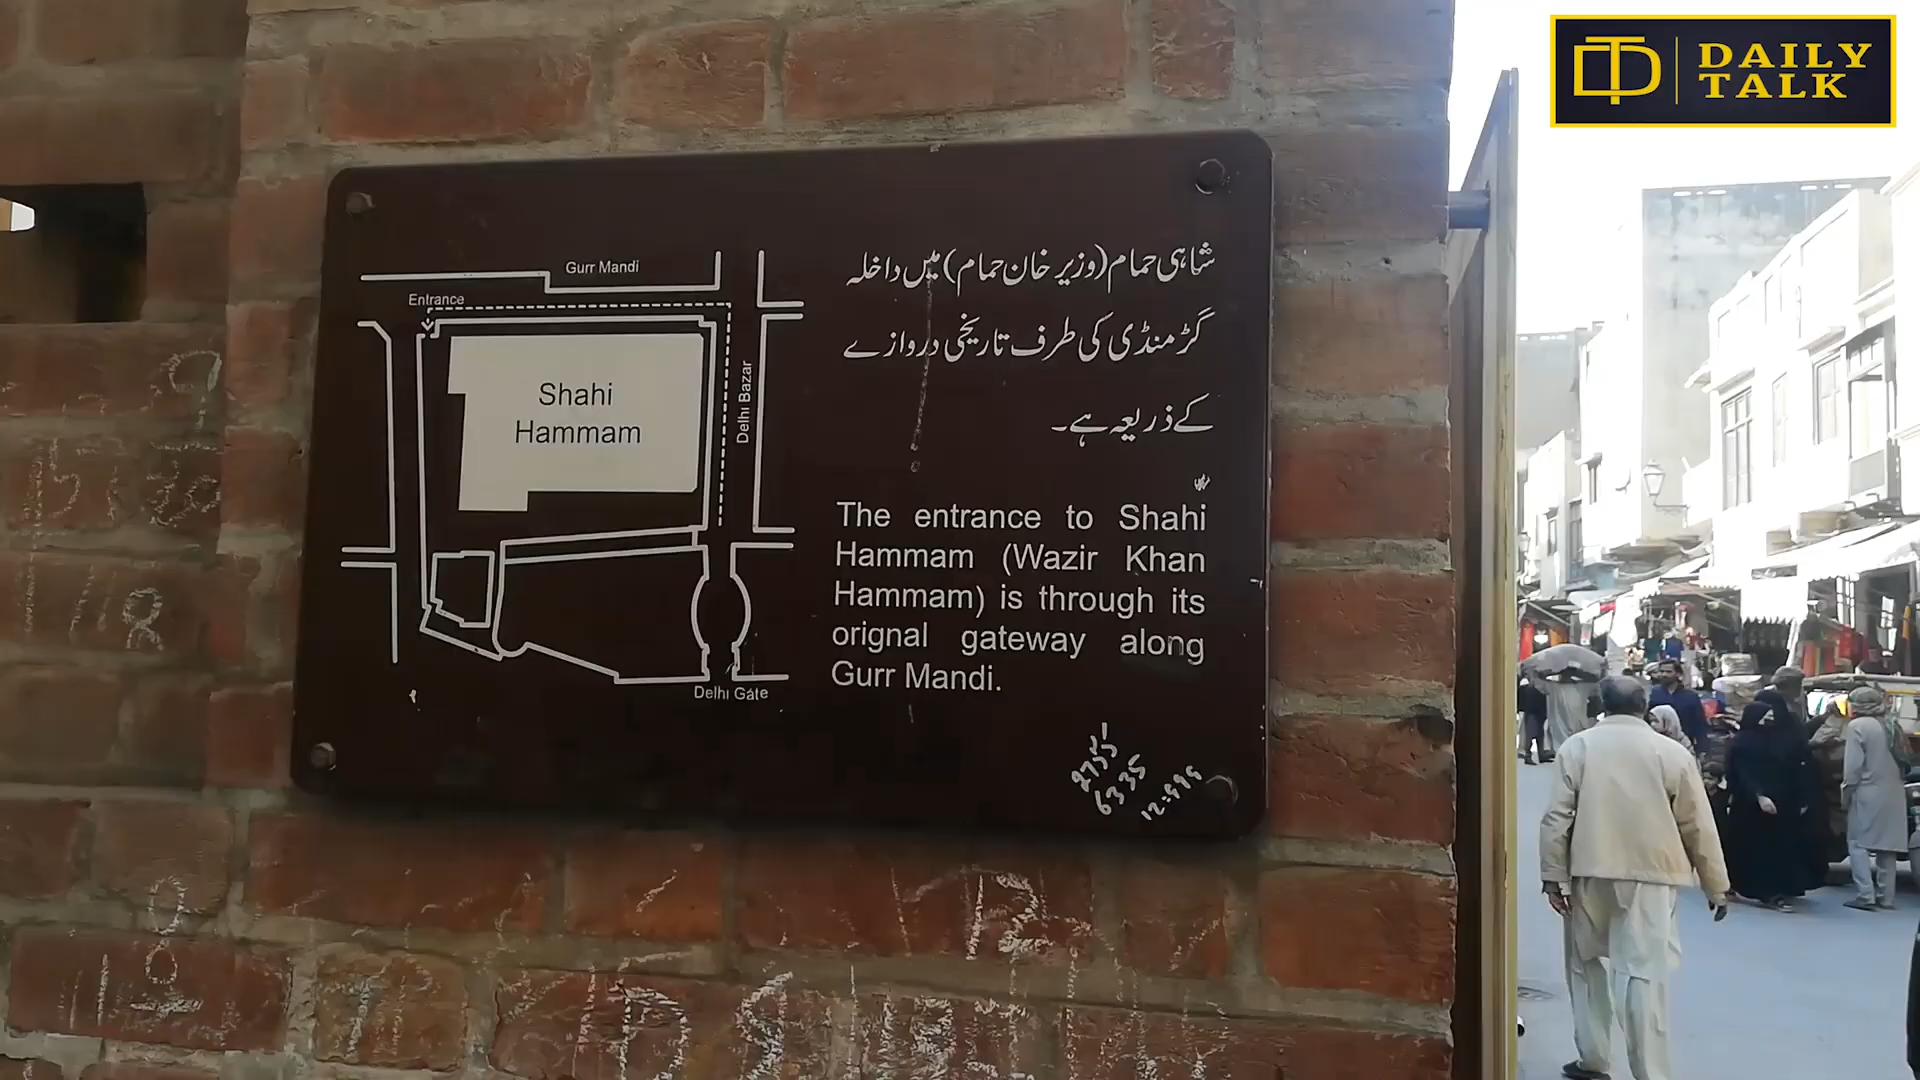 DAILY
TALK
Gurr Mandi
Entrance
Shahi
Hammam
Delhi Bazar
Delhi Gate
شاہی حمام (وزیر خان حمام) میں داخلہ
گڑ منڈی کی طرف تاریخی دروازے
کے ذریعہ ہے۔
The entrance to Shahi
Hammam (Wazir Khan
Hammam) is through its
orignal gateway along
Gurr Mandi.
2755
6335